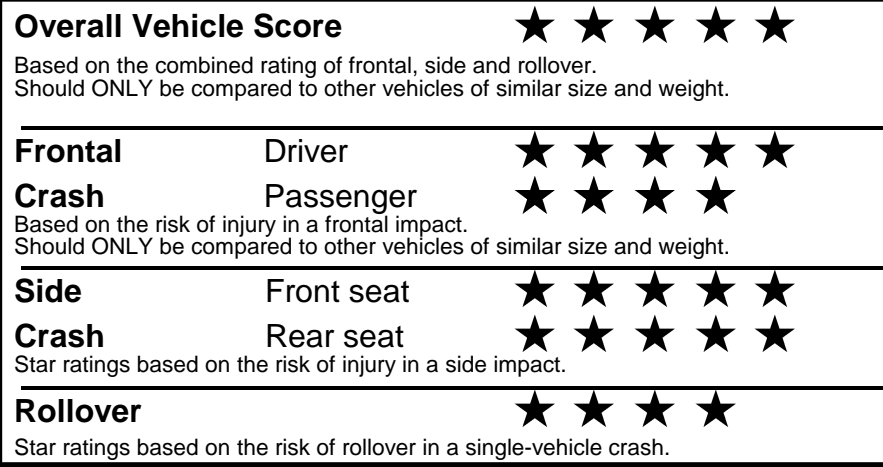 Overall Vehicle Score ★ ★ ★ ★ ★
Based on the combined rating of frontal, side and rollover.
Should ONLY be compared to other vehicles of similar size and weight.
Frontal Driver ★ ★ ★ ★ ★
Crash Passenger ★ ★ ★ ★
Based on the risk of injury in a frontal impact.
Should ONLY be compared to other vehicles of similar size and weight.
Side Front seat ★ ★ ★ ★ ★
Crash Rear seat ★ ★ ★ ★ ★
Star ratings based on the risk of injury in a side impact.
Rollover ★ ★ ★ ★
Star ratings based on the risk of rollover in a single-vehicle crash.